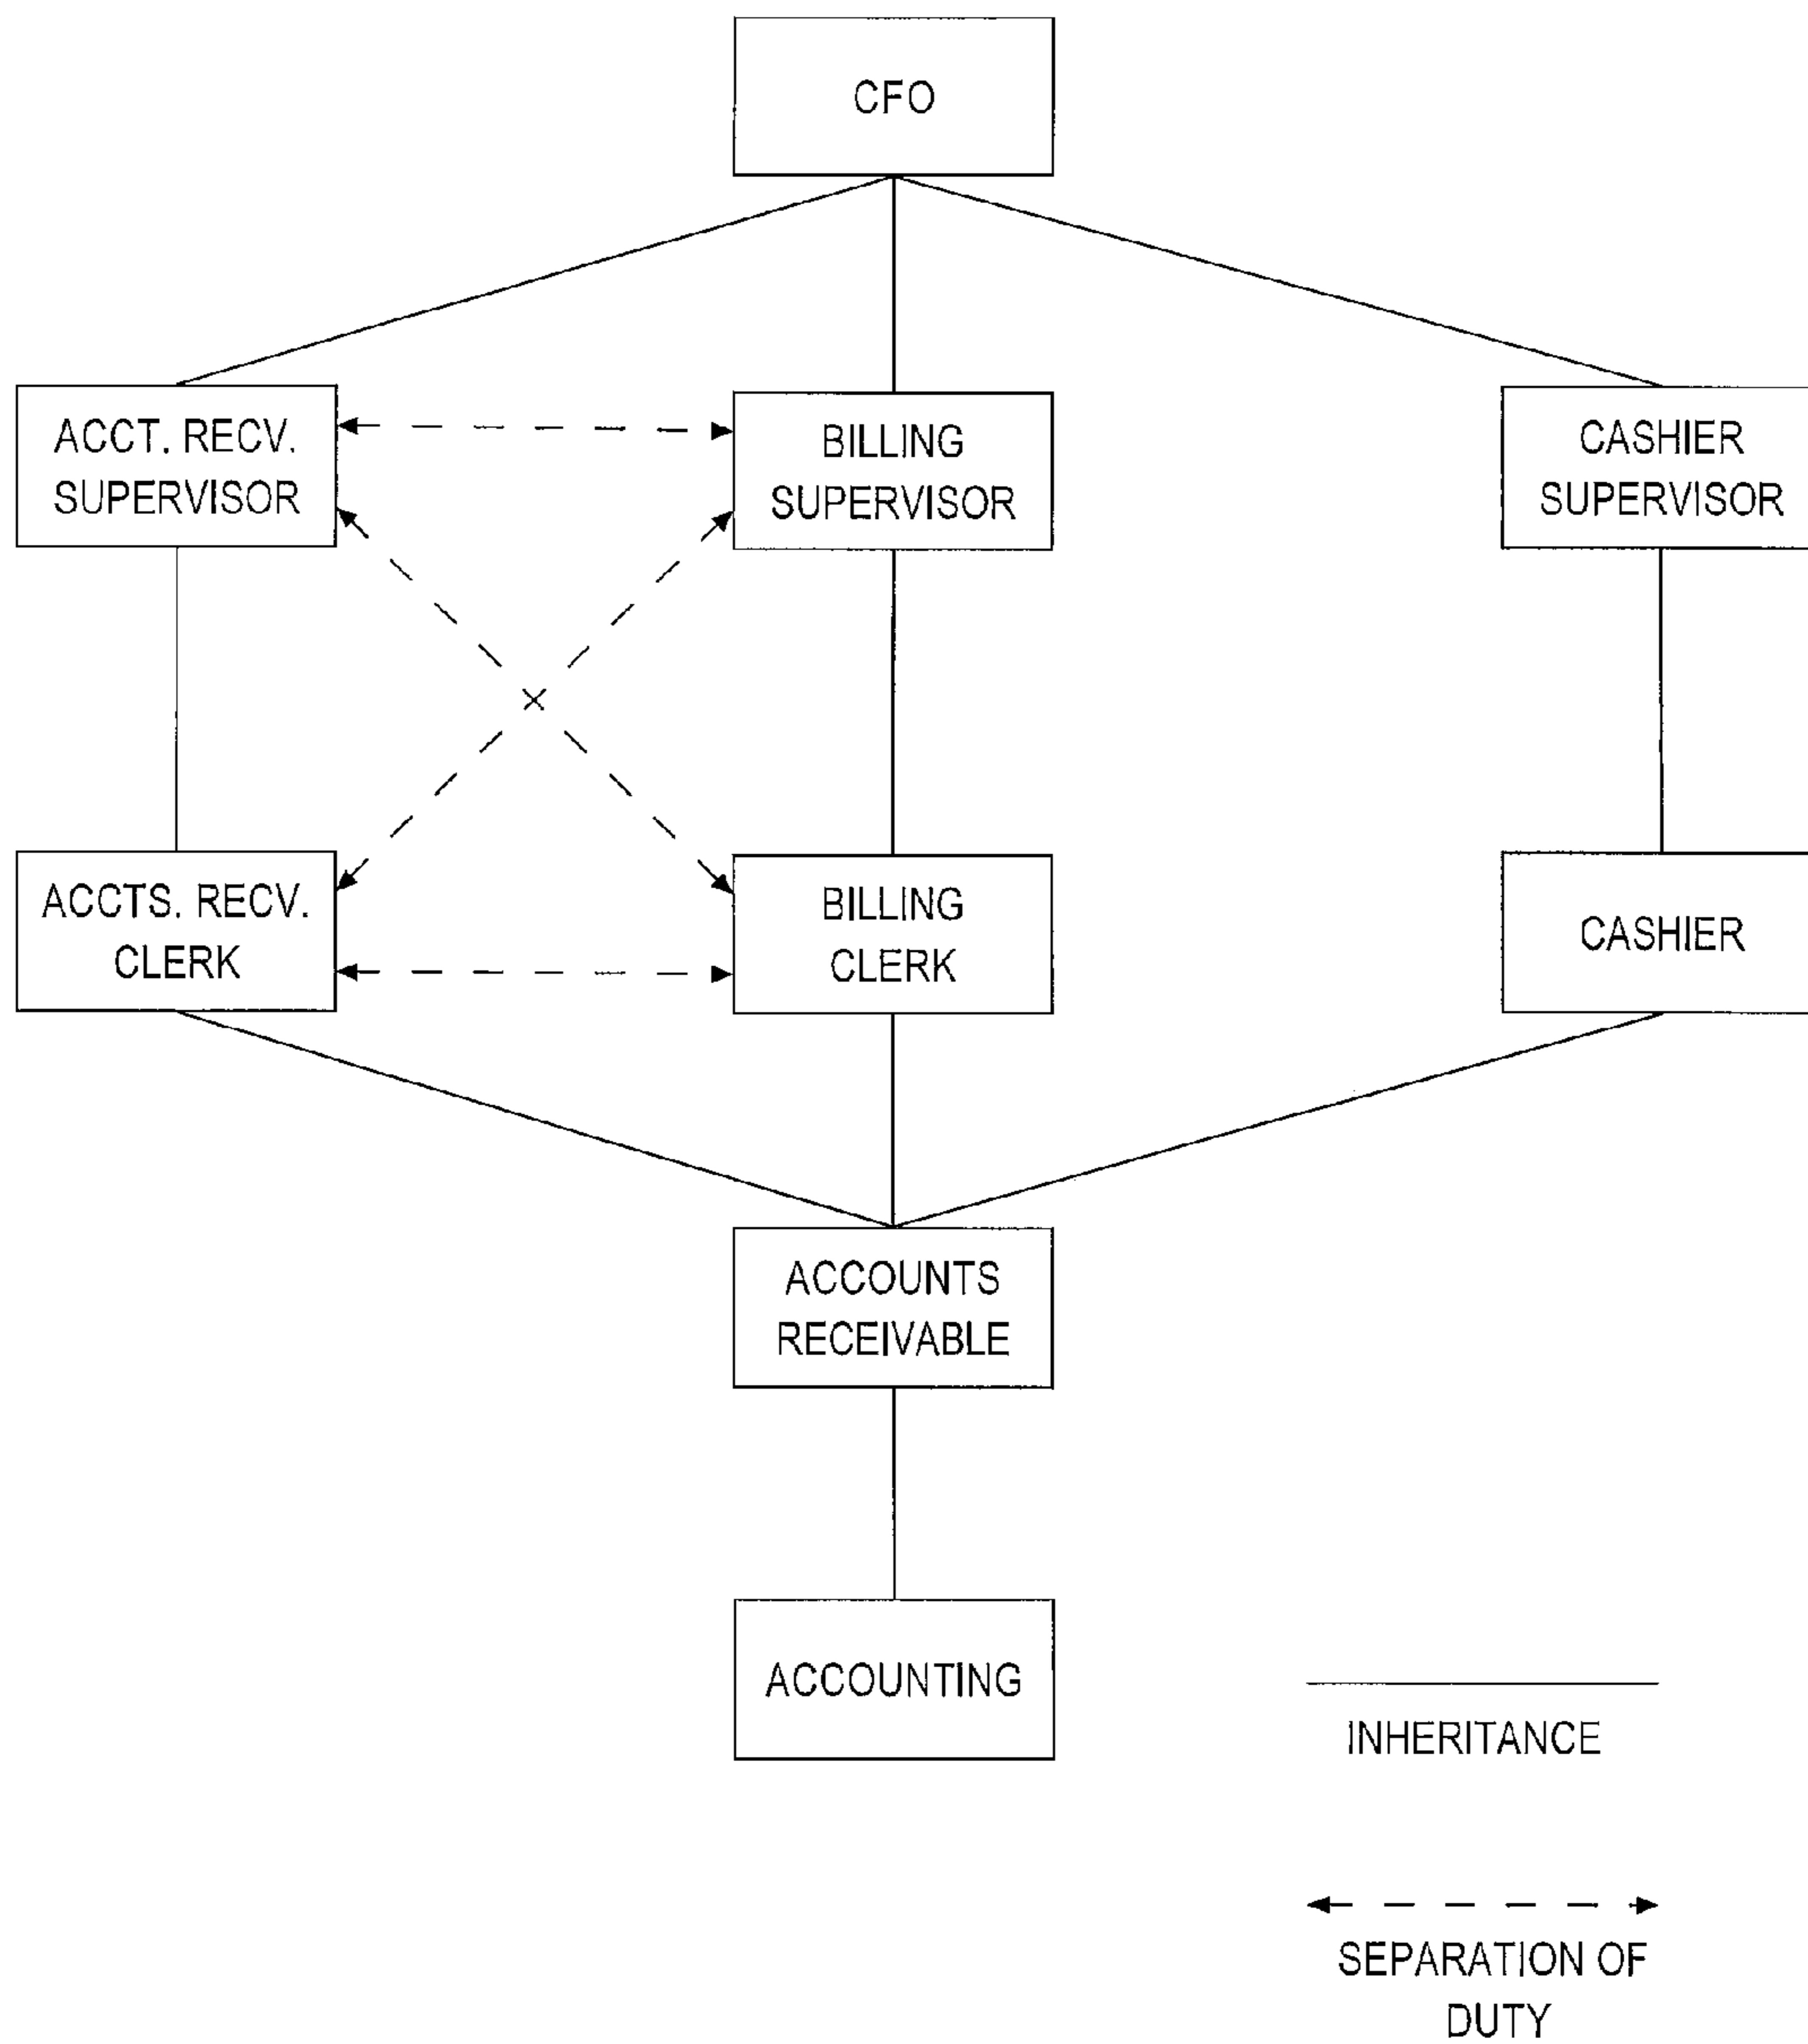 CFO
ACCT. RECV.
SUPERVISOR
BILLING
SUPERVISOR
CASHIER
SUPERVISOR
ACCTS. RECV.
CLERK
BILLING
CLERK
CASHIER
ACCOUNTS
RECEIVABLE
ACCOUNTING
INHERITANCE
SEPARATION OF
DUTY